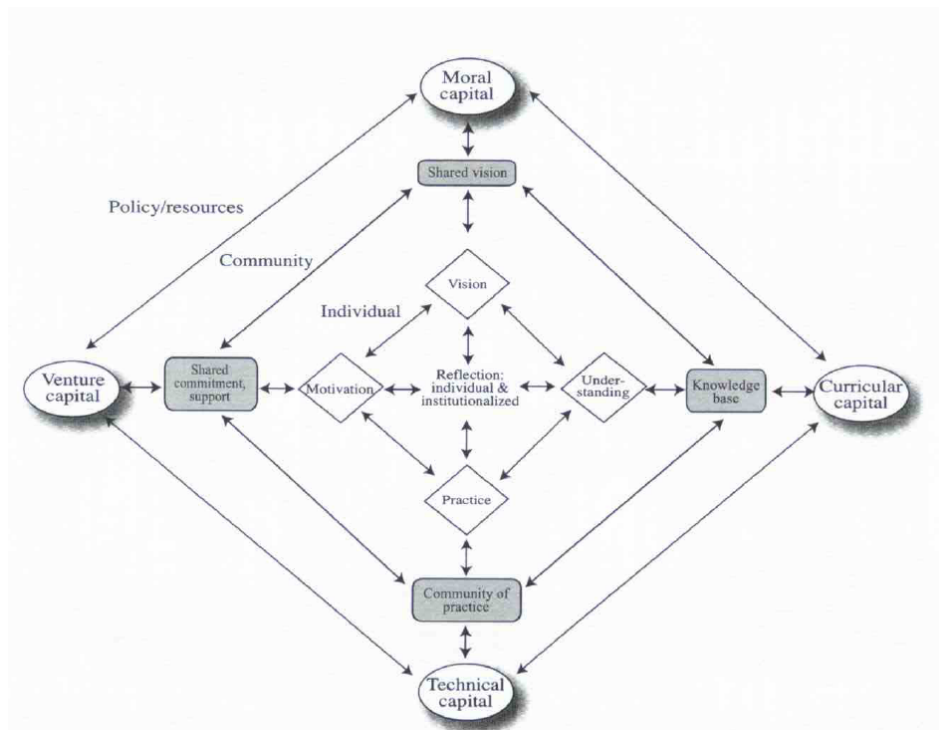 Moral
capital
Shared vision
Policy/resources
Community
Vision
Individual
Venture
capital
Shared
commitment,
support
Motivation
Reflection:
individual &
institutionalized
Under-
standing
Knowledge
base
Curricular
capital
Practice
Community of
practice
Technical
capital